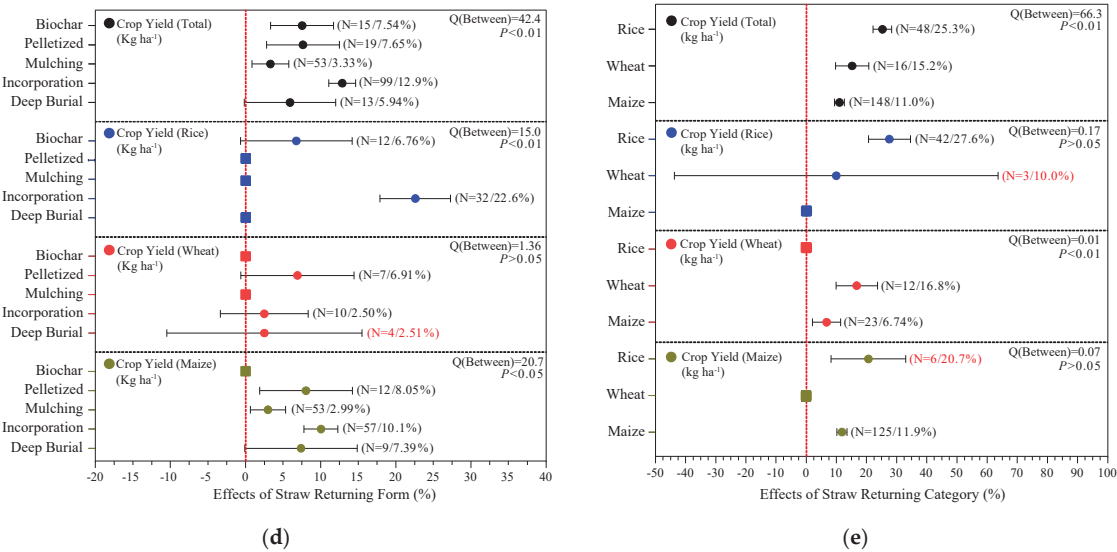 Crop Yield (Total)
(Kg ha⁻¹)
Q(Between)=42.4
P<0.01
Biochar (N=15/7.54%)
Pelletized (N=19/7.65%)
Mulching (N=53/3.33%)
Incorporation (N=99/12.9%)
Deep Burial (N=13/5.94%)
Crop Yield (Rice)
(Kg ha⁻¹)
Q(Between)=15.0
P<0.01
Biochar (N=12/6.76%)
Pelletized
Mulching
Incorporation (N=32/22.6%)
Deep Burial
Crop Yield (Wheat)
(Kg ha⁻¹)
Q(Between)=1.36
P>0.05
Biochar
Pelletized (N=7/6.91%)
Mulching
Incorporation (N=10/2.50%)
Deep Burial (N=4/2.51%)
Crop Yield (Maize)
(Kg ha⁻¹)
Q(Between)=20.7
P<0.05
Biochar
Pelletized (N=12/8.05%)
Mulching (N=53/2.99%)
Incorporation (N=57/10.1%)
Deep Burial (N=9/7.39%)
-20 -15 -10 -5 0 5 10 15 20 25 30 35 40
Effects of Straw Returning Form (%)
(d)
Crop Yield (Total)
(kg ha⁻¹)
Q(Between)=66.3
P<0.01
Rice (N=48/25.3%)
Wheat (N=16/15.2%)
Maize (N=148/11.0%)
Crop Yield (Rice)
(kg ha⁻¹)
Q(Between)=0.17
P>0.05
Rice (N=42/27.6%)
Wheat (N=3/10.0%)
Maize
Crop Yield (Wheat)
(kg ha⁻¹)
Q(Between)=0.01
P<0.01
Rice
Wheat (N=12/16.8%)
Maize (N=23/6.74%)
Crop Yield (Maize)
(kg ha⁻¹)
Q(Between)=0.07
P>0.05
Rice (N=6/20.7%)
Wheat
Maize (N=125/11.9%)
-50 -40 -30 -20 -10 0 10 20 30 40 50 60 70 80 90 100
Effects of Straw Returning Category (%)
(e)